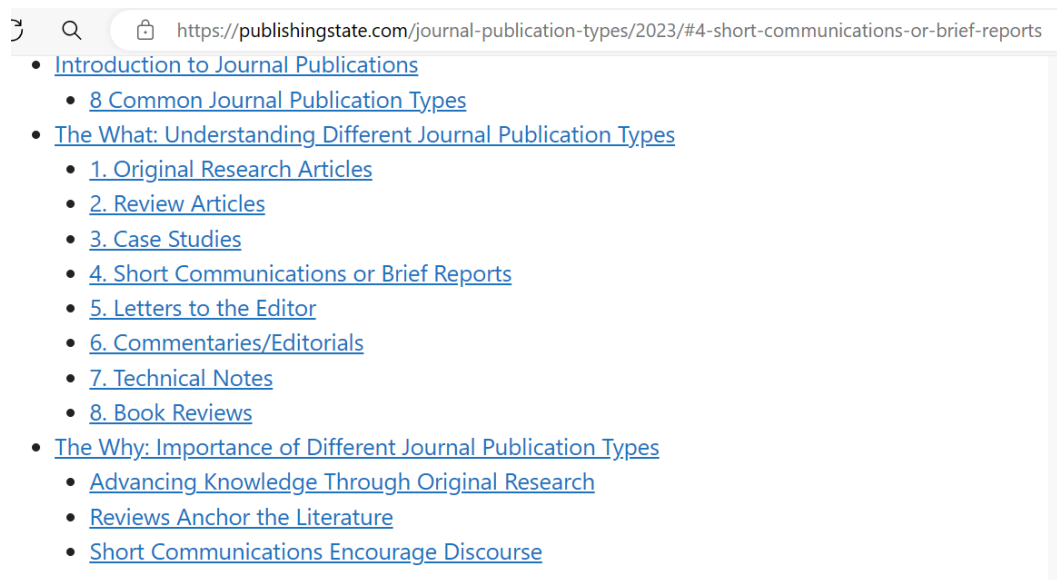 https://publishingstate.com/journal-publication-types/2023/#4-short-communications-or-brief-reports
Introduction to Journal Publications
8 Common Journal Publication Types
The What: Understanding Different Journal Publication Types
1. Original Research Articles
2. Review Articles
3. Case Studies
4. Short Communications or Brief Reports
5. Letters to the Editor
6. Commentaries/Editorials
7. Technical Notes
8. Book Reviews
The Why: Importance of Different Journal Publication Types
Advancing Knowledge Through Original Research
Reviews Anchor the Literature
Short Communications Encourage Discourse